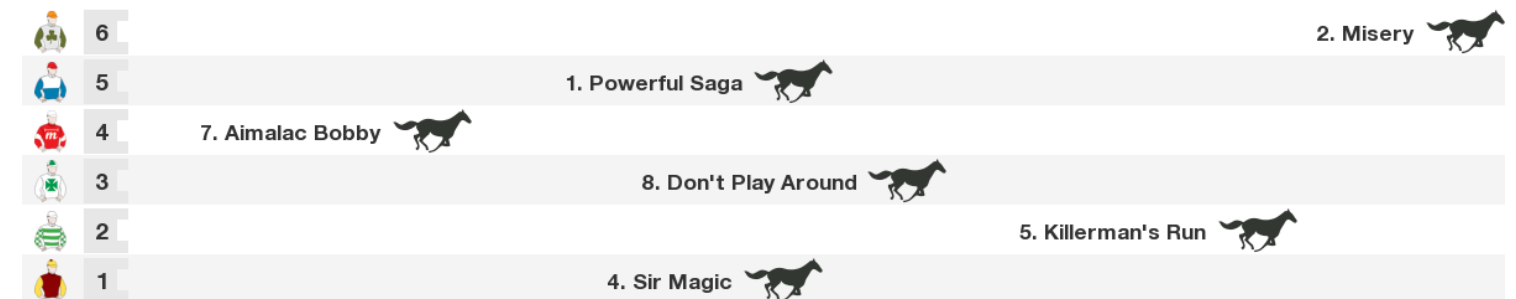 6 2. Misery
5 1. Powerful Saga
4 7. Aimalac Bobby
m
3 8. Don't Play Around
2 5. Killerman's Run
1 4. Sir Magic